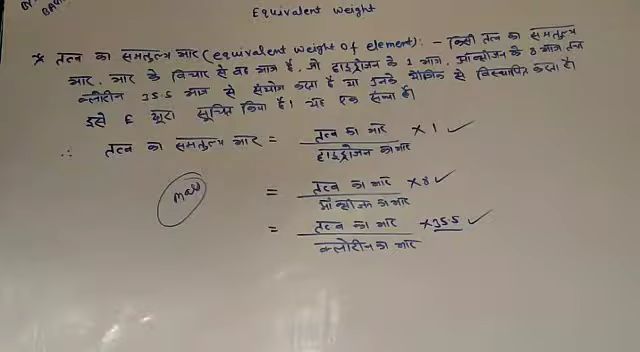 Equivalent Weight
* तत्व का समतुल्य भार (equivalent weight of element): - किसी तत्व का समतुल्य
भार, भार के विचार से वह भाग है, जो हाइड्रोजन के 1 भाग, ऑक्सीजन के 8 भाग तथा
क्लोरीन 35.5 भाग से संयोग करता है या उनके यौगिक से विस्थापित करता है।
इसे E द्वारा सूचित किया है। यह एक संख्या है।
∴ तत्व का समतुल्य भार = तत्व का भार × 1 ✓
हाइड्रोजन का भार
= तत्व का भार × 8 ✓
Mass
ऑक्सीजन का भार
= तत्व का भार × 35.5 ✓
क्लोरीन का भार